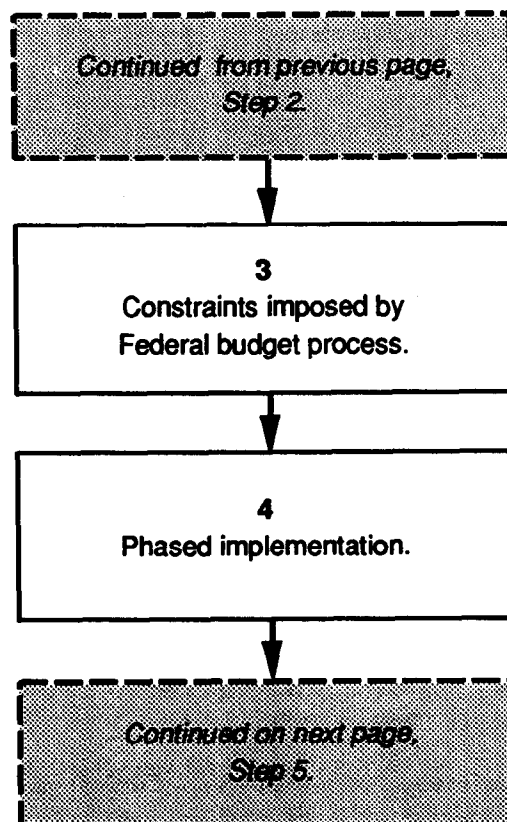 Continued from previous page,
Step 2.
3
Constraints imposed by
Federal budget process.
4
Phased implementation.
Continued on next page,
Step 5.